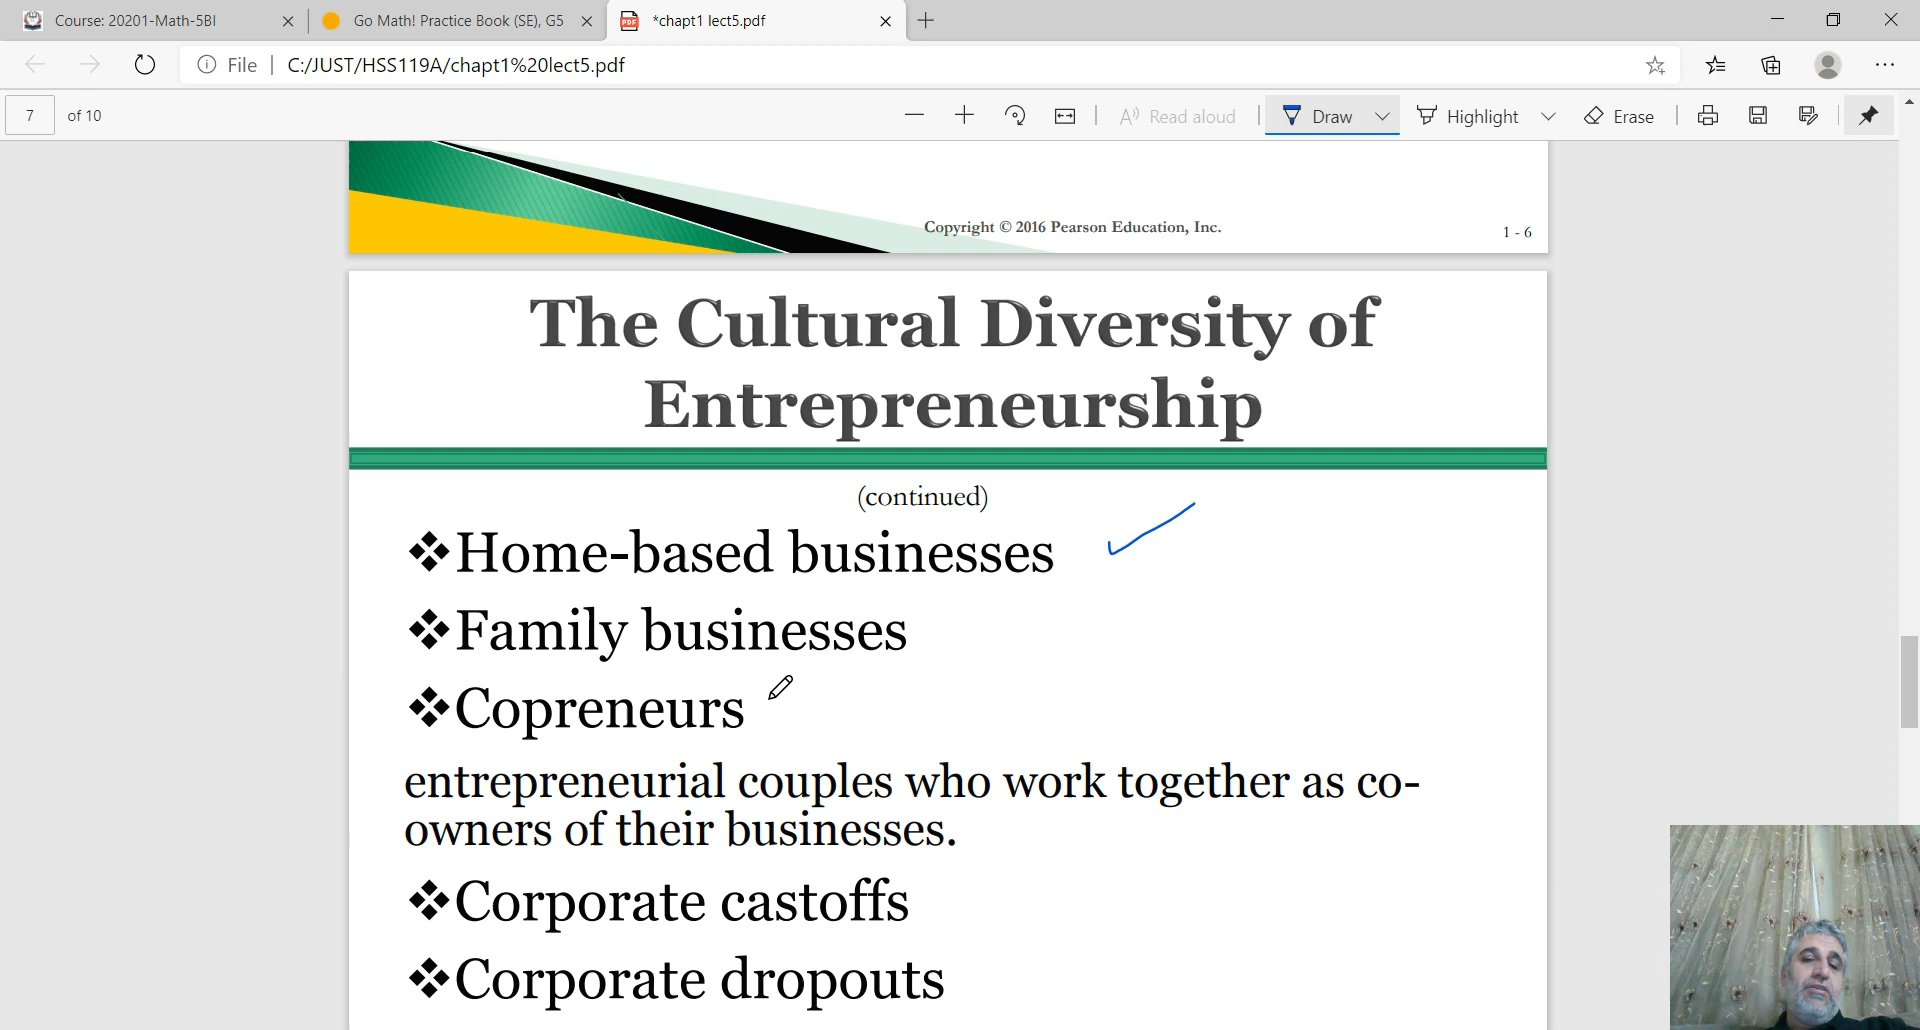 Course: 20201-Math-5BI
Go Math! Practice Book (SE), G5
*chapt1 lect5.pdf
File
C:/JUST/HSS119A/chapt1%20lect5.pdf
7 of 10
Read aloud
Draw
Highlight
Erase
Copyright © 2016 Pearson Education, Inc.
1 - 6
The Cultural Diversity of
Entrepreneurship
(continued)
❖Home-based businesses
❖Family businesses
❖Copreneurs
entrepreneurial couples who work together as co-
owners of their businesses.
❖Corporate castoffs
❖Corporate dropouts